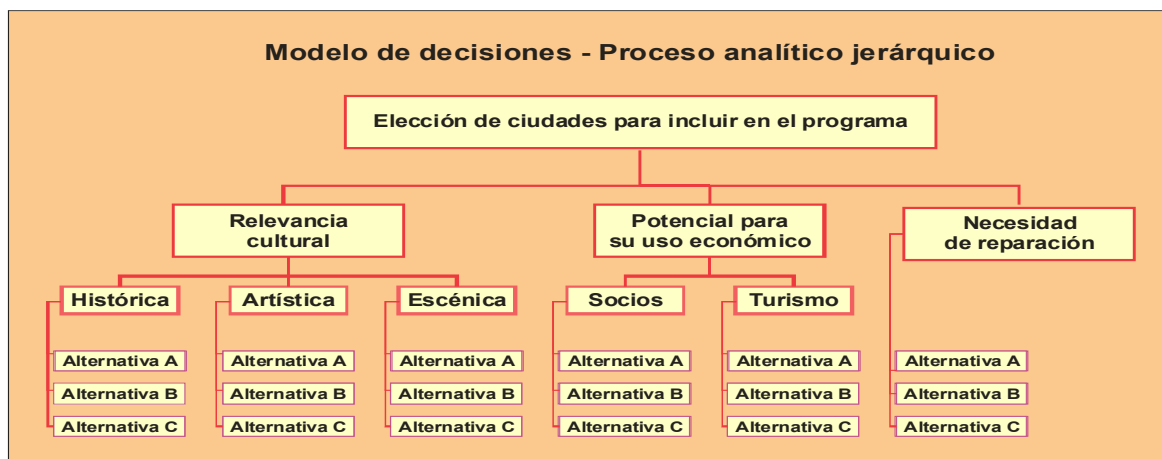 Modelo de decisiones - Proceso analítico jerárquico
Elección de ciudades para incluir en el programa
Relevancia
cultural
Potencial para
su uso económico
Necesidad
de reparación
Histórica
Artística
Escénica
Socios
Turismo
Alternativa A
Alternativa A
Alternativa A
Alternativa A
Alternativa A
Alternativa A
Alternativa B
Alternativa B
Alternativa B
Alternativa B
Alternativa B
Alternativa B
Alternativa C
Alternativa C
Alternativa C
Alternativa C
Alternativa C
Alternativa C